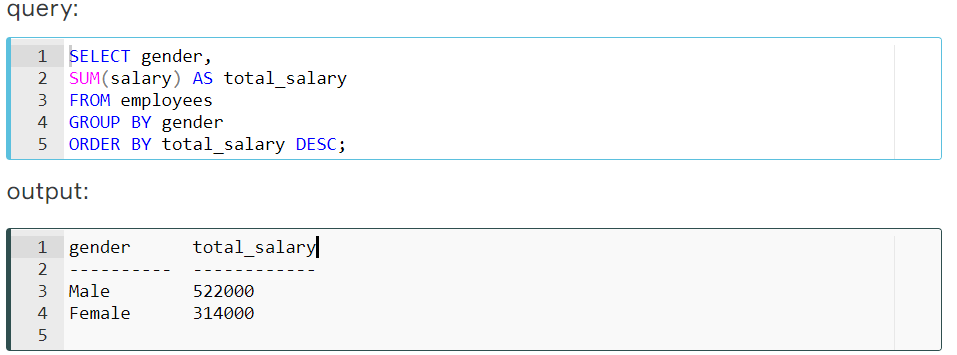 query:
1 SELECT gender,
2 SUM(salary) AS total_salary
3 FROM employees
4 GROUP BY gender
5 ORDER BY total_salary DESC;
output:
1 gender      total_salary
2 ----------  ------------
3 Male        522000
4 Female      314000
5